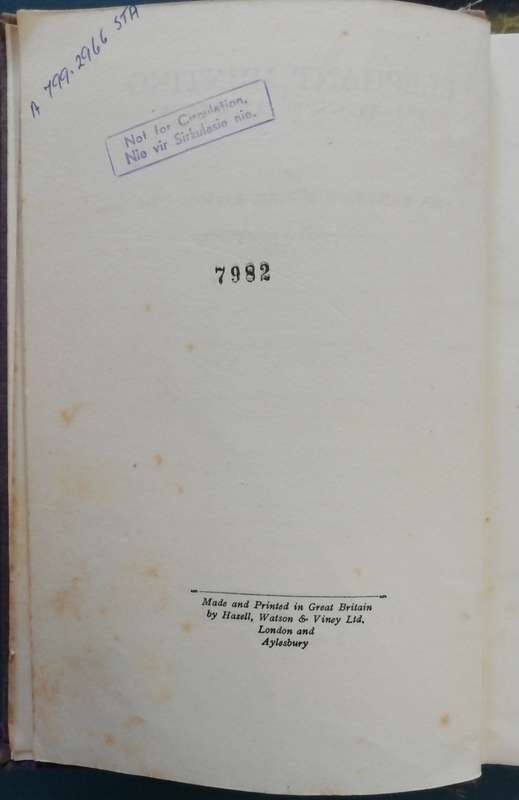 A 799.2966 STA
Not for Circulation.
Nie vir Sirkulasie nie.
7982
Made and Printed in Great Britain
by Hazell, Watson & Viney Ltd.
London and
Aylesbury